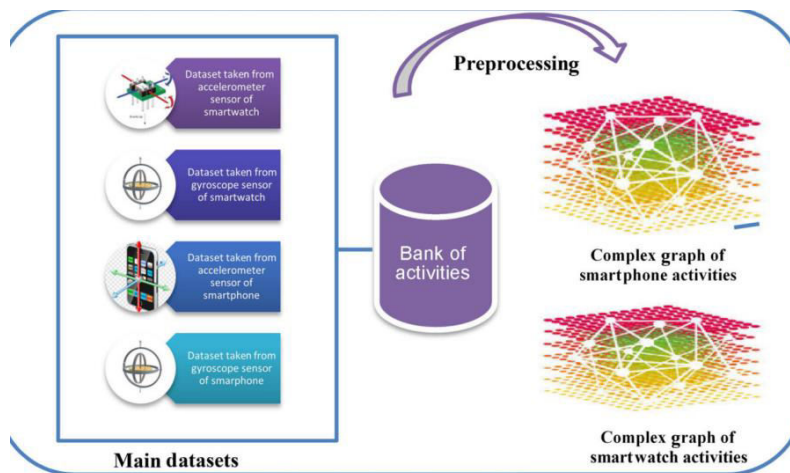 Preprocessing
Dataset taken from
accelerometer
sensor of
smartwatch
Dataset taken from
gyroscope sensor
of smartwatch
Dataset taken from
accelerometer
sensor of
smartphone
Dataset taken from
gyroscope sensor
of smarphone
Main datasets
Bank of
activities
Complex graph of
smartphone activities
Complex graph of
smartwatch activities